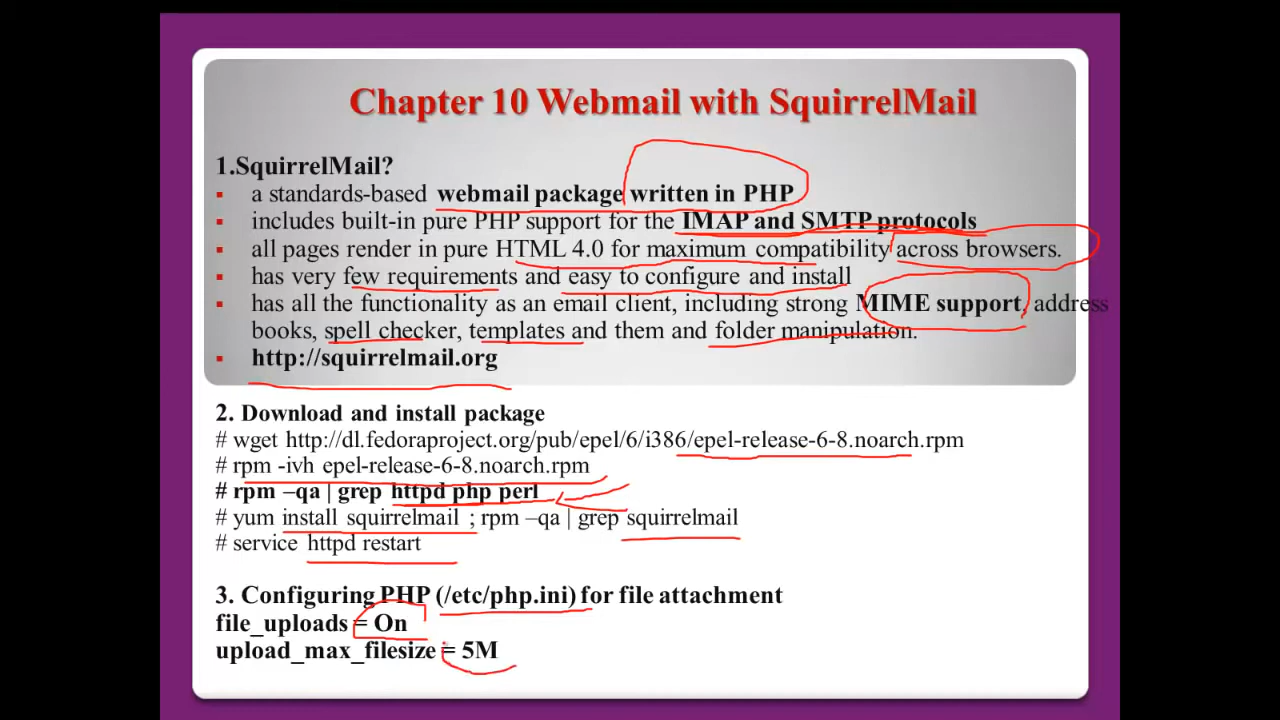 Chapter 10 Webmail with SquirrelMail
1.SquirrelMail?
▪ a standards-based webmail package written in PHP
▪ includes built-in pure PHP support for the IMAP and SMTP protocols
▪ all pages render in pure HTML 4.0 for maximum compatibility across browsers.
▪ has very few requirements and easy to configure and install
▪ has all the functionality as an email client, including strong MIME support, address
books, spell checker, templates and them and folder manipulation.
▪ http://squirrelmail.org
2. Download and install package
# wget http://dl.fedoraproject.org/pub/epel/6/i386/epel-release-6-8.noarch.rpm
# rpm -ivh epel-release-6-8.noarch.rpm
# rpm –qa | grep httpd php perl
# yum install squirrelmail ; rpm –qa | grep squirrelmail
# service httpd restart
3. Configuring PHP (/etc/php.ini) for file attachment
file_uploads = On
upload_max_filesize = 5M